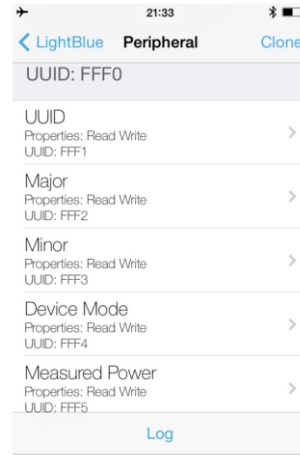 21:33
LightBlue Peripheral Clone
UUID: FFF0
UUID
Properties: Read Write
UUID: FFF1
Major
Properties: Read Write
UUID: FFF2
Minor
Properties: Read Write
UUID: FFF3
Device Mode
Properties: Read Write
UUID: FFF4
Measured Power
Properties: Read Write
UUID: FFF5
Log